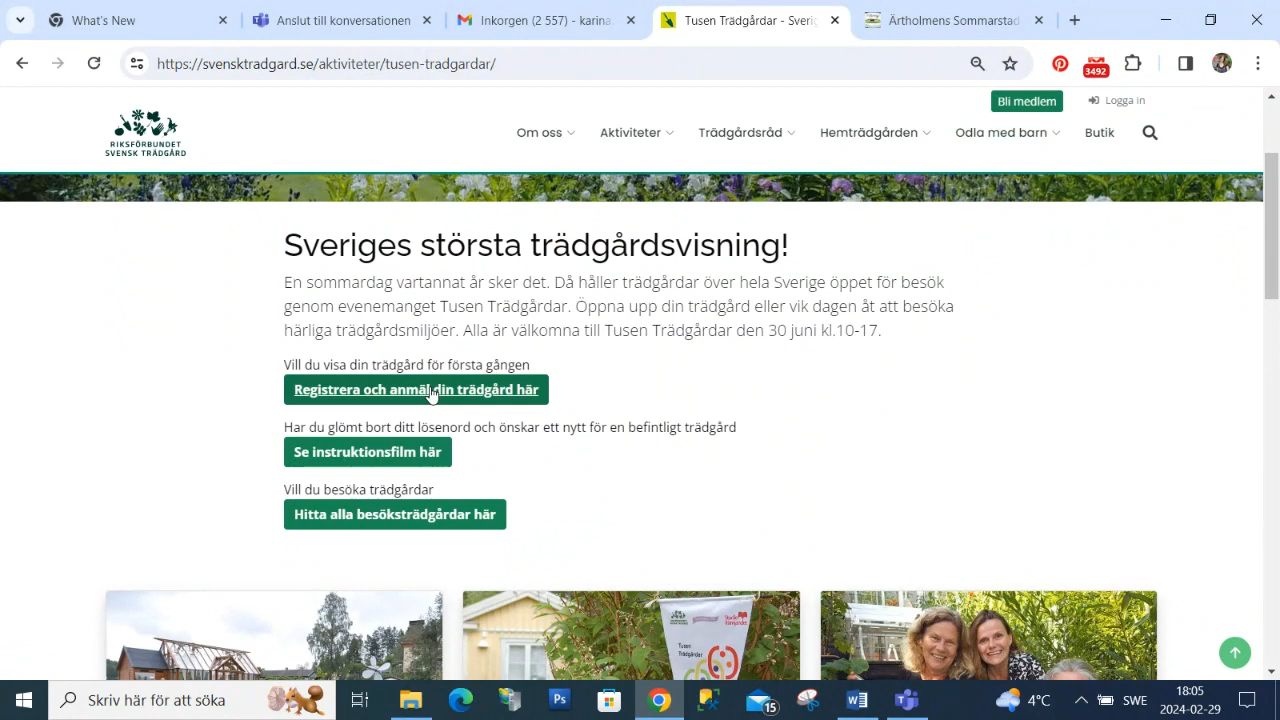 What's New
Anslut till konversationen
Inkorgen (2 557) - karina.
Tusen Trädgårdar - Sverig
Ärtholmens Sommarstad
https://svensktradgard.se/aktiviteter/tusen-tradgardar/
3492
Bli medlem
Logga in
RIKSFÖRBUNDET
SVENSK TRÄDGÅRD
Om oss
Aktiviteter
Trädgårdsråd
Hemträdgården
Odla med barn
Butik
Sveriges största trädgårdsvisning!
En sommardag vartannat år sker det. Då håller trädgårdar över hela Sverige öppet för besök
genom evenemanget Tusen Trädgårdar. Öppna upp din trädgård eller vik dagen åt att besöka
härliga trädgårdsmiljöer. Alla är välkomna till Tusen Trädgårdar den 30 juni kl.10-17.
Vill du visa din trädgård för första gången
Registrera och anmäl din trädgård här
Har du glömt bort ditt lösenord och önskar ett nytt för en befintligt trädgård
Se instruktionsfilm här
Vill du besöka trädgårdar
Hitta alla besöksträdgårdar här
Tusen
Trädgårdar
Skriv här för att söka
Ps
15
4°C
SWE
18:05
2024-02-29